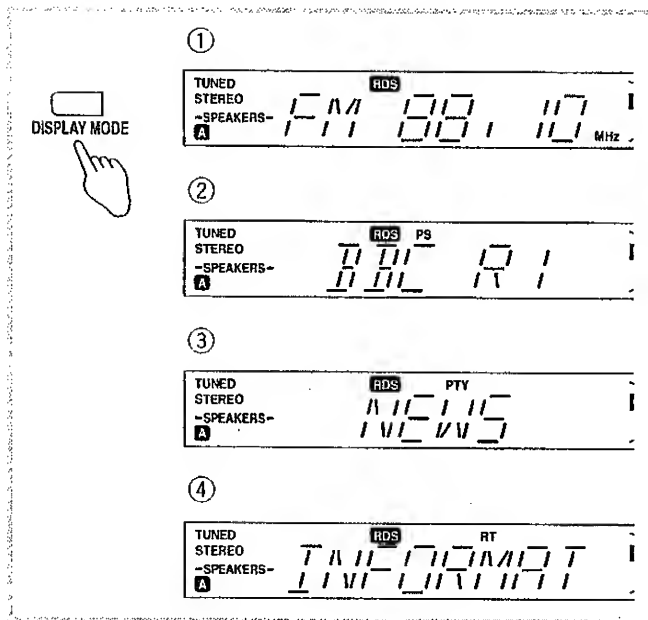 ①
TUNED RDS
STEREO
-SPEAKERS- FM 88.10 MHz
A
DISPLAY MODE
②
TUNED RDS PS
STEREO
-SPEAKERS- BBC R1
A
③
TUNED RDS PTY
STEREO
-SPEAKERS- NEWS
A
④
TUNED RDS RT
STEREO
-SPEAKERS- INFORMAT
A